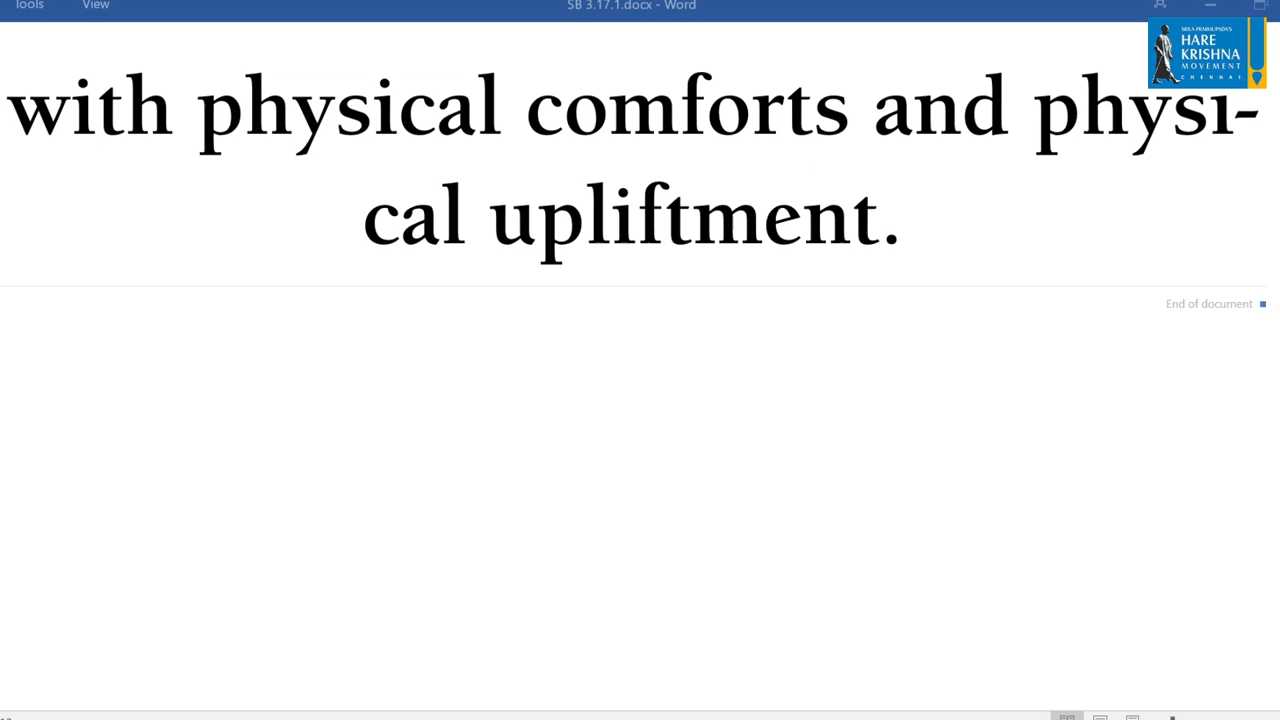 Tools View SB 3.17.1.docx - Word
SRILA PRABHUPADA'S
HARE
KRISHNA
MOVEMENT
CHENNAI
with physical comforts and physi-
cal upliftment.
End of document